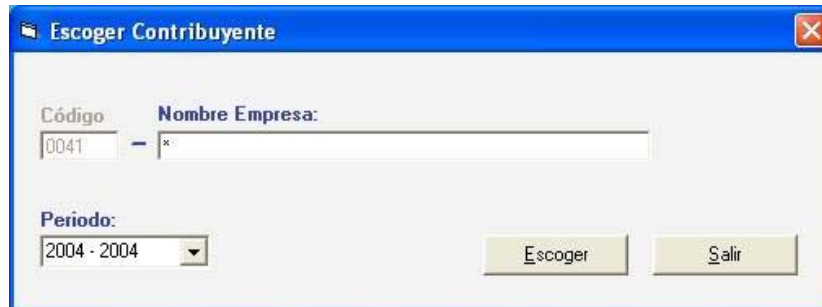 Escoger Contribuyente
Código Nombre Empresa:
0041 - *
Periodo:
2004 - 2004
Escoger Salir